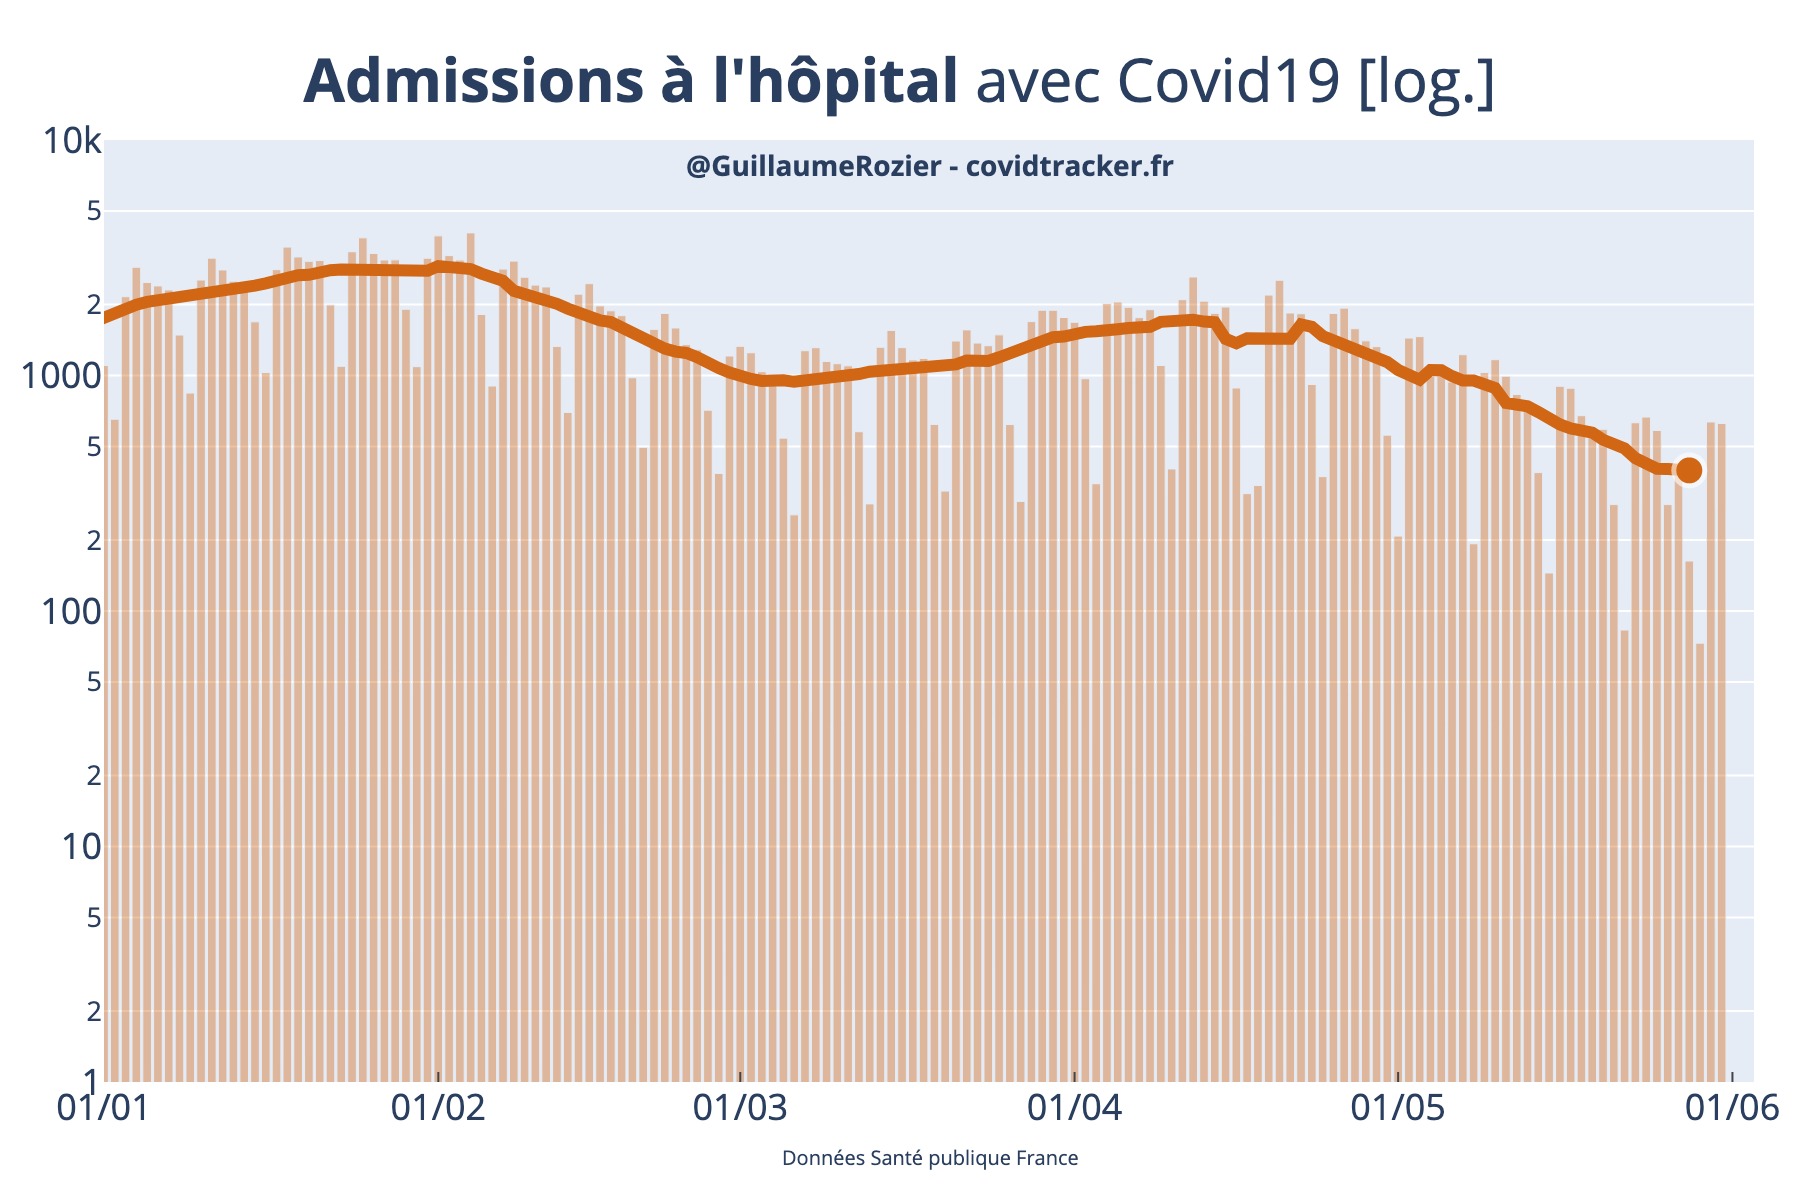 Admissions à l'hôpital avec Covid19 [log.]
@GuillaumeRozier - covidtracker.fr
10k
5
2
1000
5
2
100
5
2
10
5
2
1
01/01 01/02 01/03 01/04 01/05 01/06
Données Santé publique France